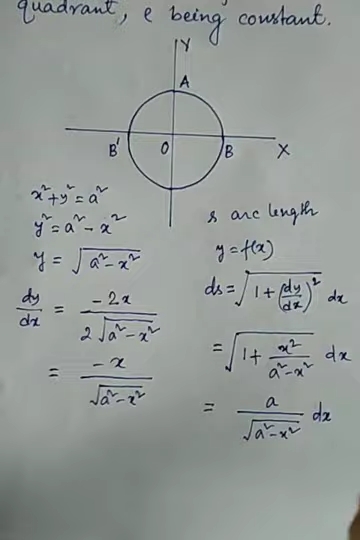 quadrant, e being constant.
Y
A
B' O B X
x²+y²=a²
y²=a²-x²
y = √(a²-x²)
dy/dx = -2x / 2√(a²-x²)
= -x / √(a²-x²)
s arc length
y=f(x)
ds=√(1+(dy/dx)²) dx
=√(1+x²/(a²-x²)) dx
= a/√(a²-x²) dx